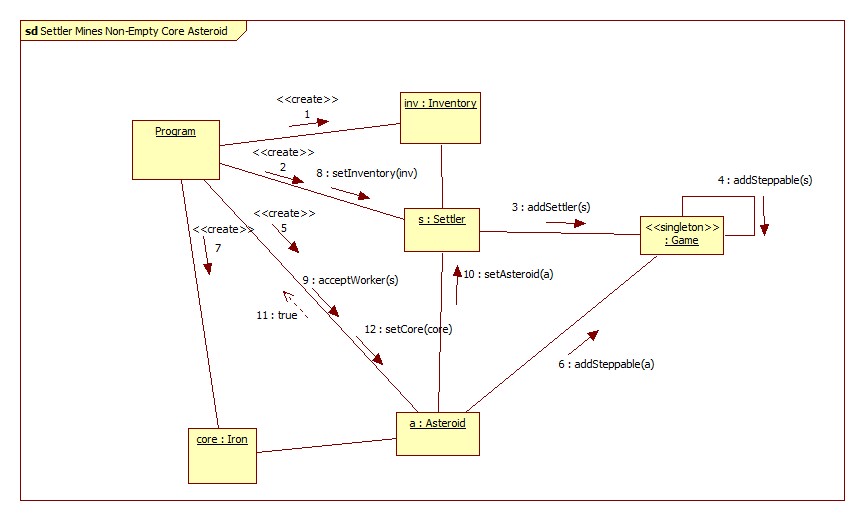 sd Settler Mines Non-Empty Core Asteroid
<<create>>
1
inv : Inventory
Program
<<create>>
2
8 : setInventory(inv)
4 : addSteppable(s)
3 : addSettler(s)
s : Settler
<<singleton>>
: Game
<<create>>
5
<<create>>
7
10 : setAsteroid(a)
9 : acceptWorker(s)
11 : true
12 : setCore(core)
6 : addSteppable(a)
a : Asteroid
core : Iron